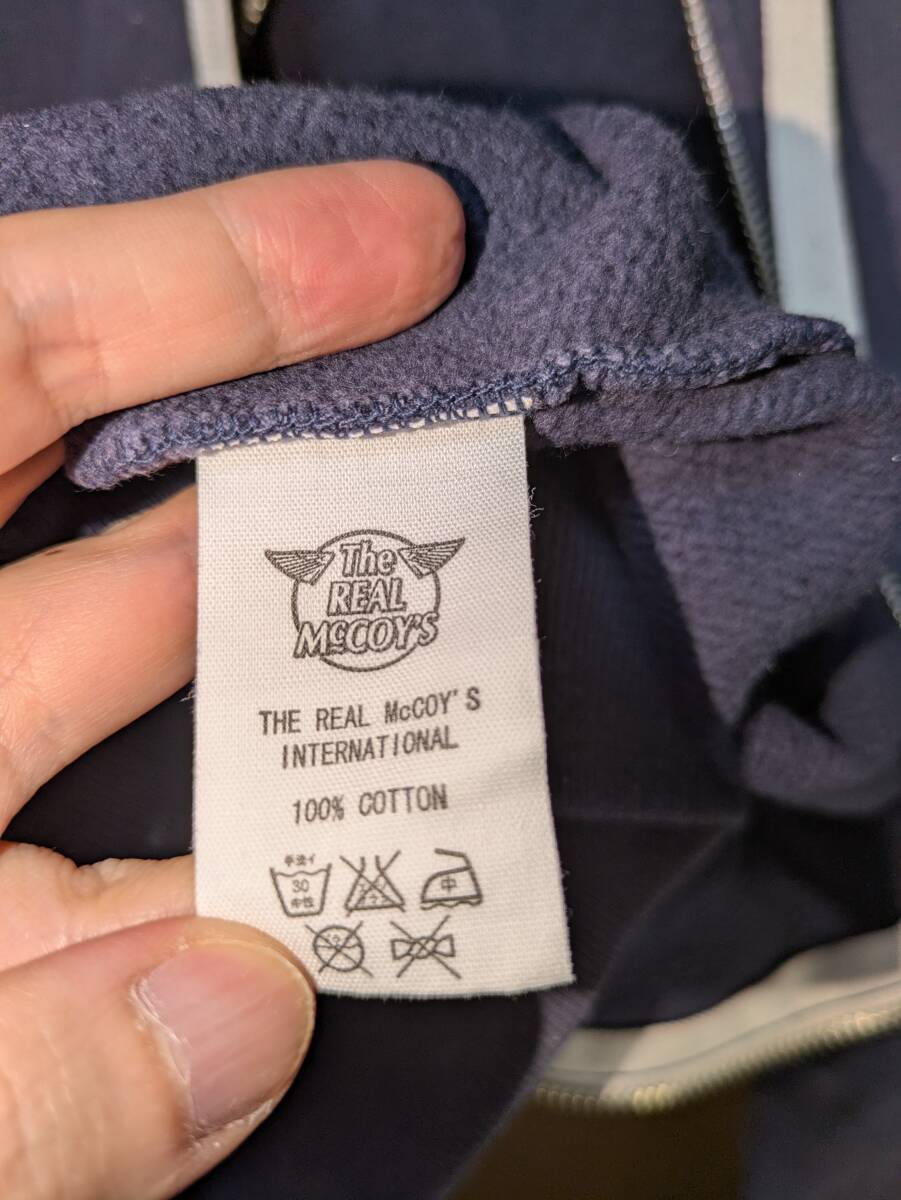 The
REAL
McCOY'S
THE REAL McCOY'S
INTERNATIONAL
100% COTTON
手洗イ
30
中性
中